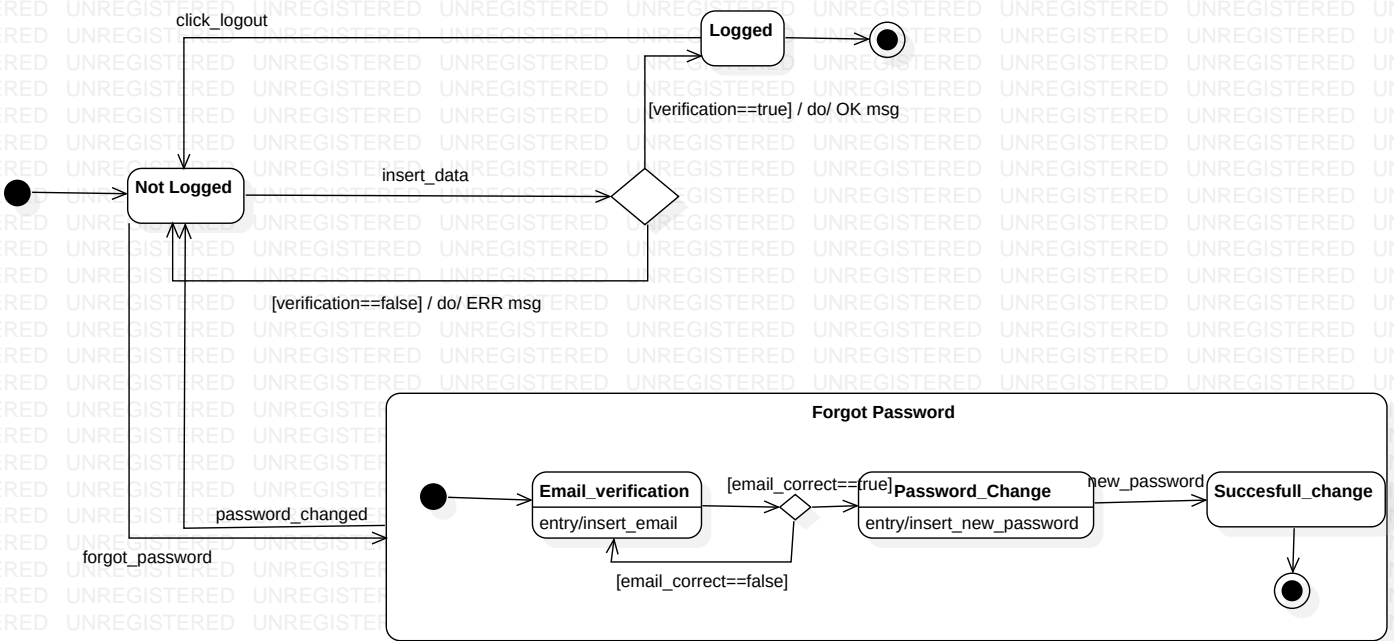 click_logout
Logged
[verification==true] / do/ OK msg
Not Logged
insert_data
[verification==false] / do/ ERR msg
Forgot Password
password_changed
forgot_password
Email_verification
entry/insert_email
[email_correct==true]
[email_correct==false]
Password_Change
entry/insert_new_password
new_password
Succesfull_change
UNREGISTERED